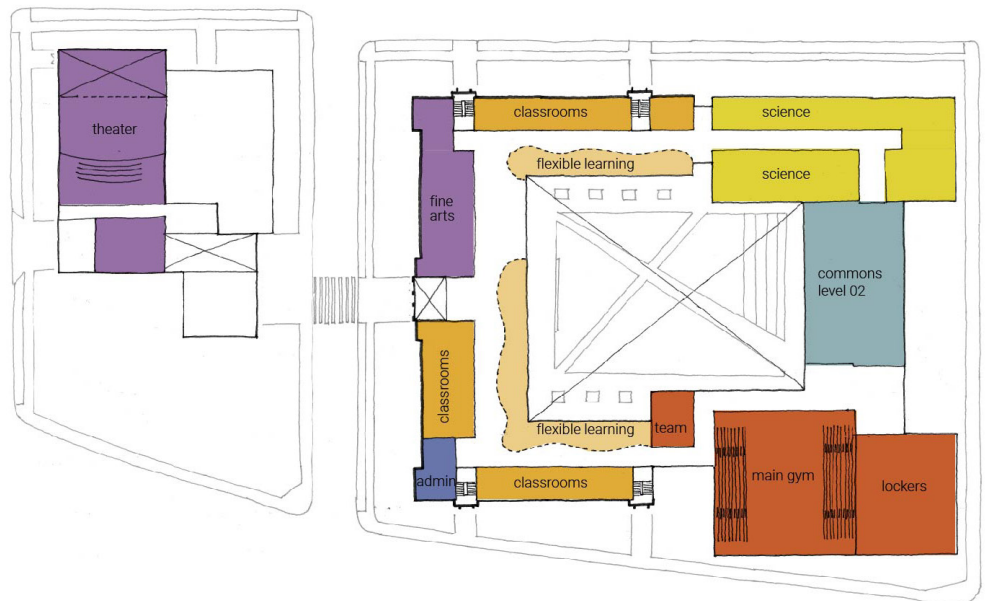 theater
classrooms
science
flexible learning
science
fine
arts
commons
level 02
classrooms
flexible learning
team
admin
classrooms
main gym
lockers